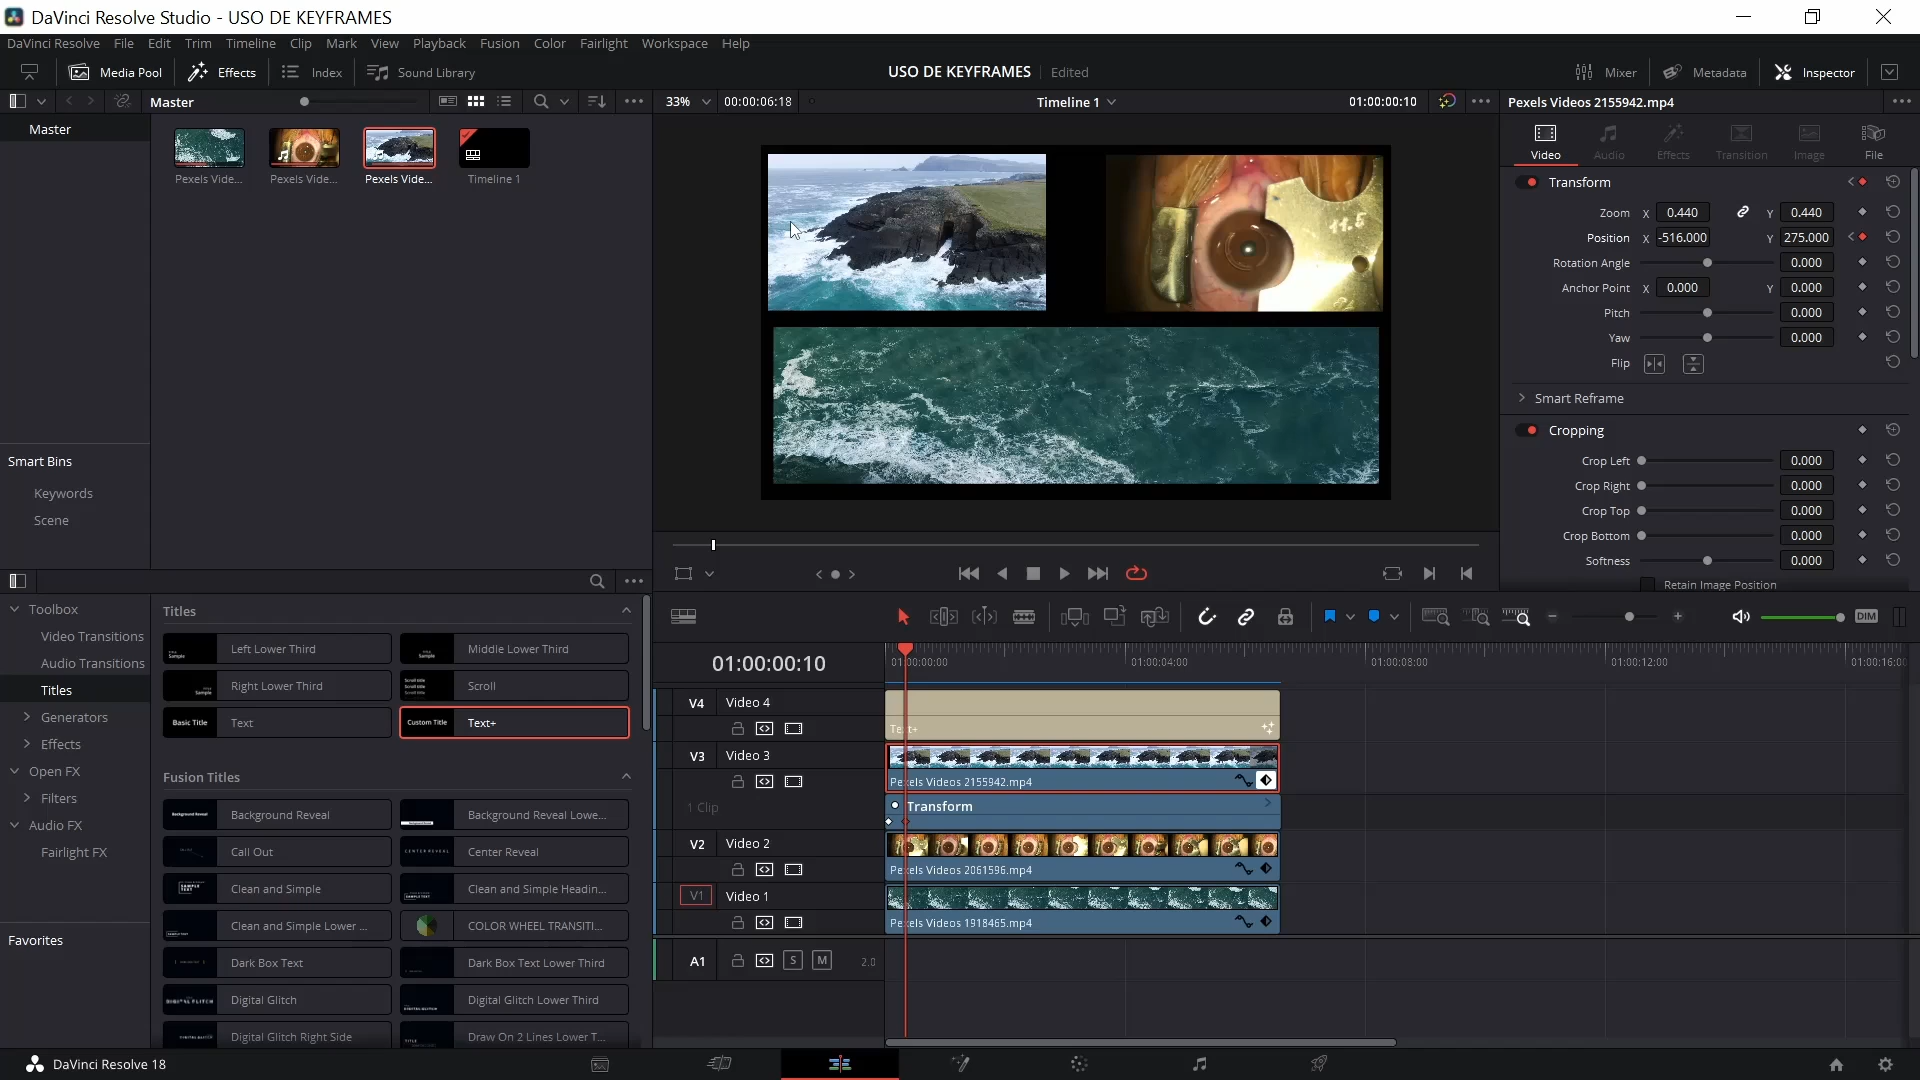 DaVinci Resolve Studio - USO DE KEYFRAMES
DaVinci Resolve File Edit Trim Timeline Clip Mark View Playback Fusion Color Fairlight Workspace Help
Media Pool Effects Index Sound Library USO DE KEYFRAMES Edited Mixer Metadata Inspector
Master 33% 00:00:06:18 Timeline 1 01:00:00:10 Pexels Videos 2155942.mp4
Master
Pexels Vide... Pexels Vide... Pexels Vide... Timeline 1
Smart Bins
Keywords
Scene
11.5
Video Audio Effects Transition Image File
Transform
Zoom X 0.440 Y 0.440
Position X -516.000 Y 275.000
Rotation Angle 0.000
Anchor Point X 0.000 Y 0.000
Pitch 0.000
Yaw 0.000
Flip
Smart Reframe
Cropping
Crop Left 0.000
Crop Right 0.000
Crop Top 0.000
Crop Bottom 0.000
Softness 0.000
Retain Image Position
Toolbox
Video Transitions
Audio Transitions
Titles
Generators
Effects
Open FX
Filters
Audio FX
Fairlight FX
Favorites
Titles
Left Lower Third Middle Lower Third
Right Lower Third Scroll
Basic Title Text Custom Title Text+
Fusion Titles
Background Reveal Background Reveal Lowe...
Call Out CENTER REVEAL Center Reveal
Clean and Simple Clean and Simple Headin...
Clean and Simple Lower ... COLOR WHEEL TRANSITI...
Dark Box Text Dark Box Text Lower Third
Digital Glitch Digital Glitch Lower Third
Digital Glitch Right Side Draw On 2 Lines Lower T...
DIM
01:00:00:10 01:00:00:00 01:00:04:00 01:00:08:00 01:00:12:00 01:00:16:00
V4 Video 4
Text+
V3 Video 3
Pexels Videos 2155942.mp4
1 Clip Transform
V2 Video 2
Pexels Videos 2061596.mp4
V1 Video 1
Pexels Videos 1918465.mp4
A1 S M 2.0
DaVinci Resolve 18